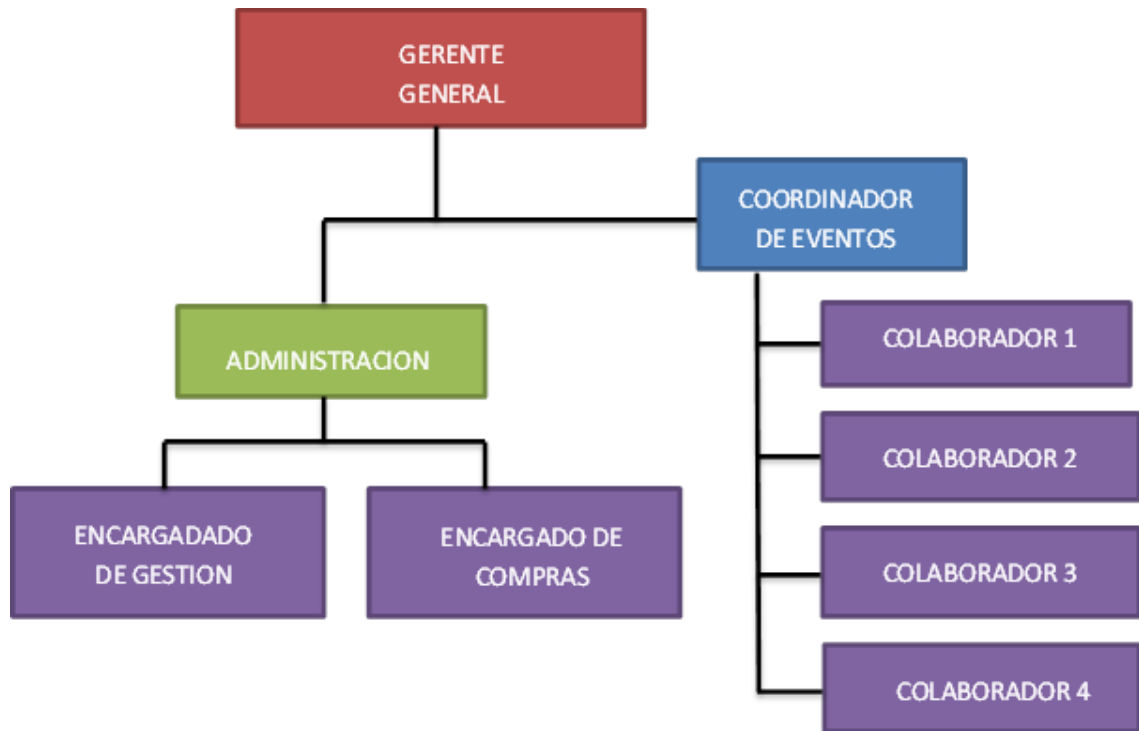 GERENTE
GENERAL
COORDINADOR
DE EVENTOS
ADMINISTRACION
ENCARGADADO
DE GESTION
ENCARGADO DE
COMPRAS
COLABORADOR 1
COLABORADOR 2
COLABORADOR 3
COLABORADOR 4